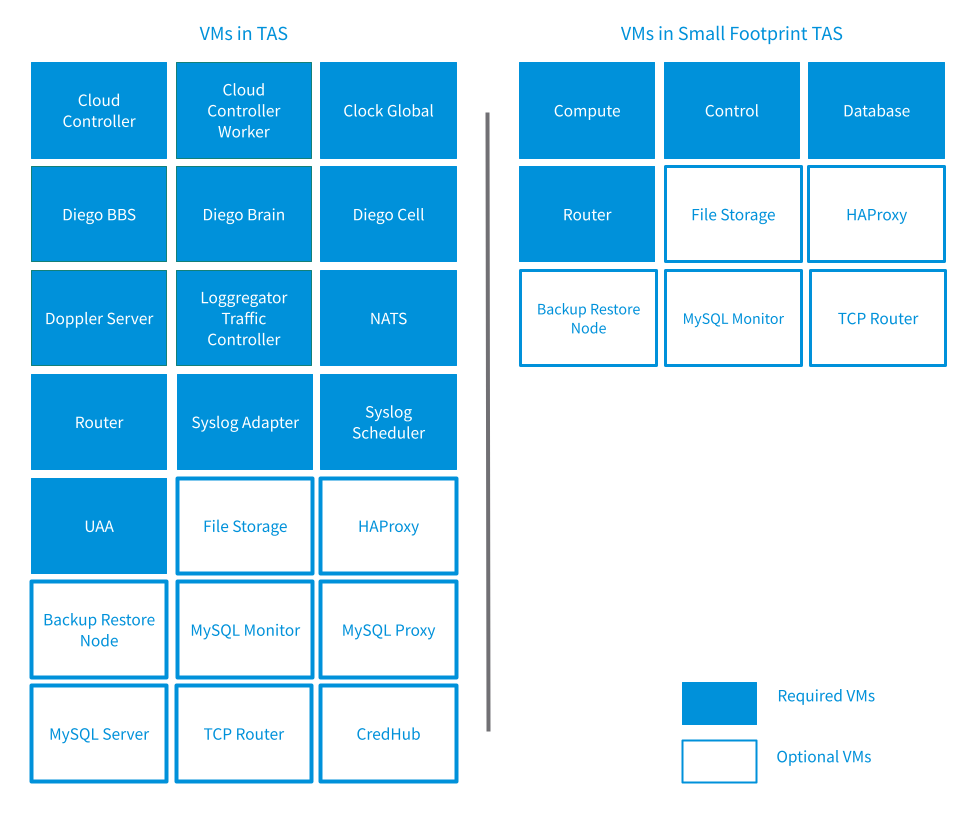 VMs in TAS
Cloud
Controller
Cloud
Controller
Worker
Clock Global
Diego BBS
Diego Brain
Diego Cell
Doppler Server
Loggregator
Traffic
Controller
NATS
Router
Syslog Adapter
Syslog
Scheduler
UAA
File Storage
HAProxy
Backup Restore
Node
MySQL Monitor
MySQL Proxy
MySQL Server
TCP Router
CredHub
VMs in Small Footprint TAS
Compute
Control
Database
Router
File Storage
HAProxy
Backup Restore
Node
MySQL Monitor
TCP Router
Required VMs
Optional VMs